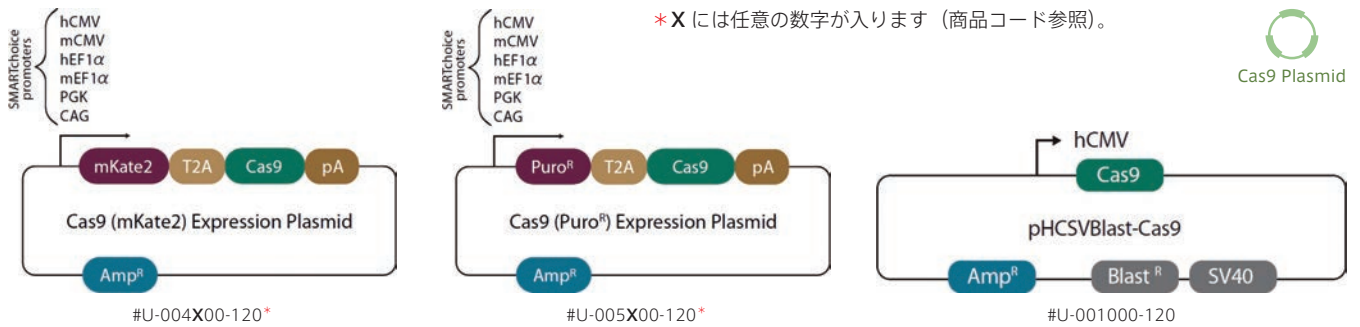 SMARTchoice
promoters
hCMV
mCMV
hEF1α
mEF1α
PGK
CAG
mKate2 T2A Cas9 pA
Cas9 (mKate2) Expression Plasmid
Ampᴿ
#U-004X00-120*
SMARTchoice
promoters
hCMV
mCMV
hEF1α
mEF1α
PGK
CAG
Puroᴿ T2A Cas9 pA
Cas9 (Puroᴿ) Expression Plasmid
Ampᴿ
#U-005X00-120*
*X には任意の数字が入ります（商品コード参照）。
Cas9 Plasmid
hCMV
Cas9
pHCSVBlast-Cas9
Ampᴿ Blast ᴿ SV40
#U-001000-120